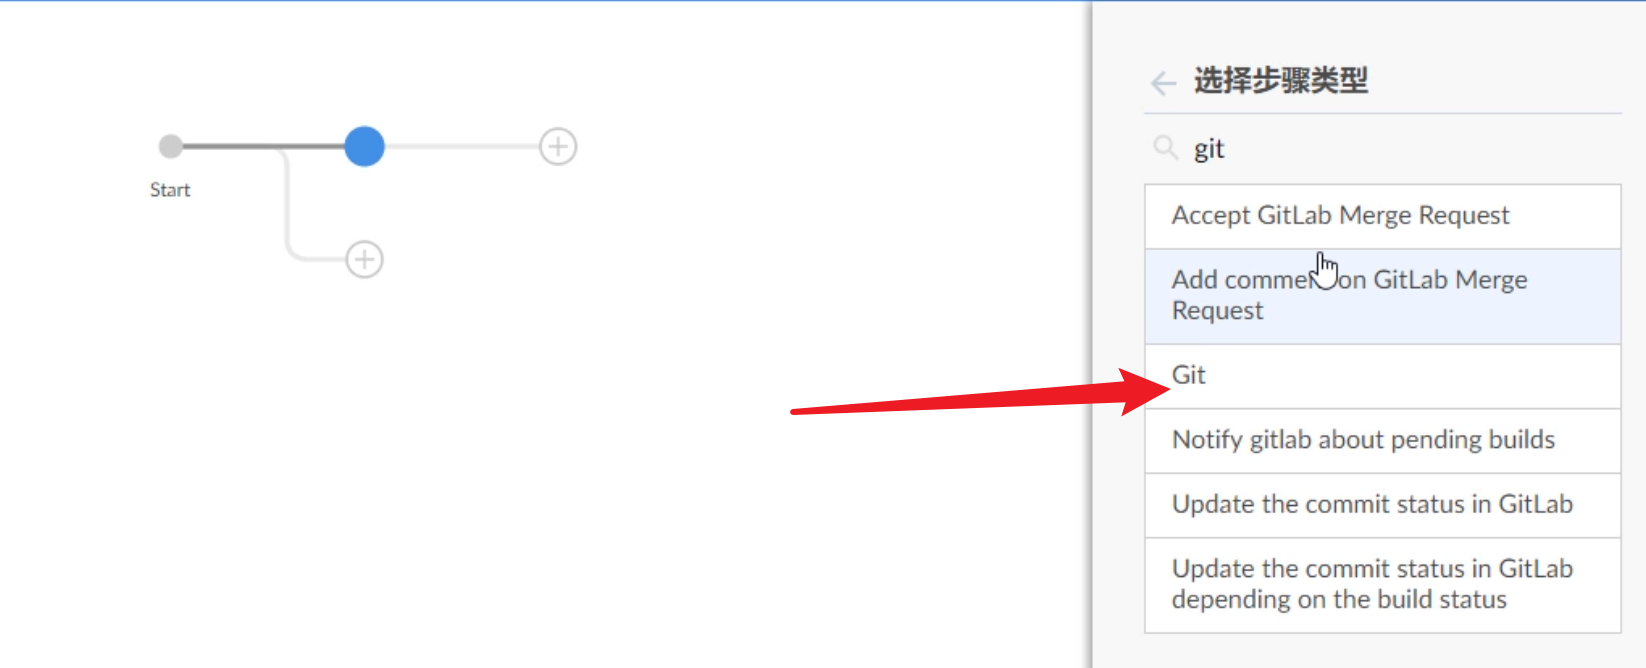 选择步骤类型
git
Start
Accept GitLab Merge Request
Add comme on GitLab Merge
Request
Git
Notify gitlab about pending builds
Update the commit status in GitLab
Update the commit status in GitLab
depending on the build status